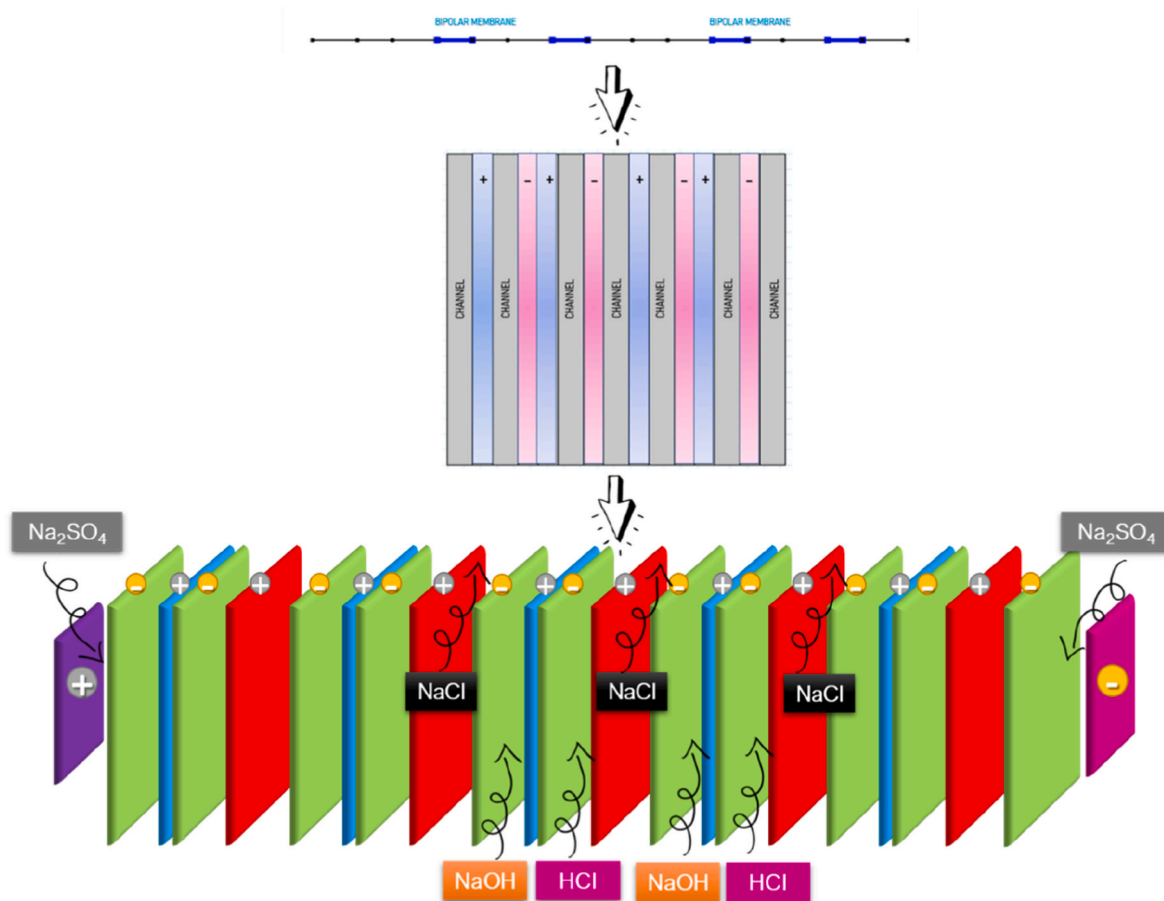 BIPOLAR MEMBRANE BIPOLAR MEMBRANE
+ - + - + - + -
CHANNEL CHANNEL CHANNEL CHANNEL CHANNEL CHANNEL CHANNEL
Na₂SO₄ Na₂SO₄
- + - + - + - + - + - + - + - + - + - + -
+ -
NaCl NaCl NaCl
NaOH HCl NaOH HCl